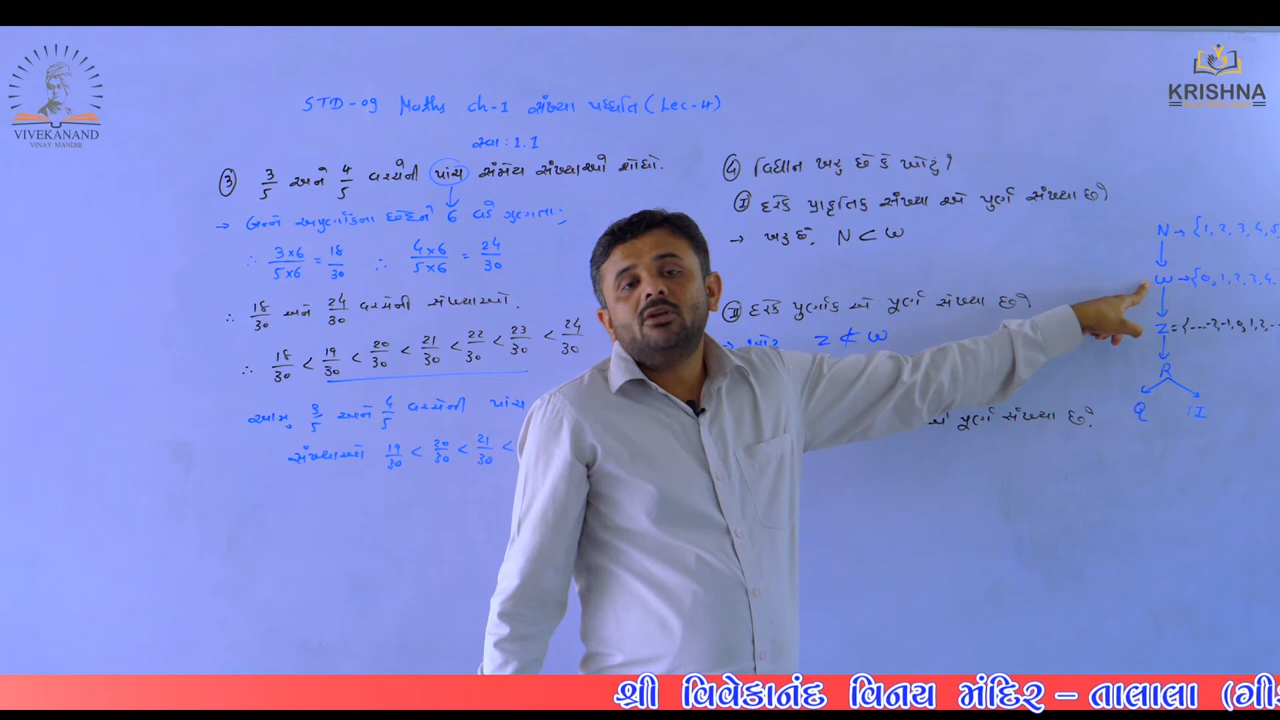 VIVEKANAND
VINAY MANDIR
KRISHNA
STD-09 Maths ch-1 સંખ્યા પદ્ધતિ (Lec-4)
સ્વા : 1.1
③ 3/5 અને 4/5 વચ્ચેની પાંચ સંમેય સંખ્યાઓ શોધો.
→ બન્ને અપૂર્ણાંકના છેદને 6 વડે ગુણતા;
∴ 3×6/5×6 = 18/30 ∴ 4×6/5×6 = 24/30
∴ 18/30 અને 24/30 વચ્ચેની સંખ્યાઓ.
∴ 18/30 < 19/30 < 20/30 < 21/30 < 22/30 < 23/30 < 24/30
આમ, 3/5 અને 4/5 વચ્ચેની પાંચ
સંખ્યાઓ 19/30 < 20/30 < 21/30 <
④ વિધાન ખરુ છે કે ખોટું?
Ⅰ દરેક પ્રાકૃતિક સંખ્યા એ પુર્ણ સંખ્યા છે?
→ ખરુ છે, N ⊂ W
Ⅱ દરેક પુર્ણાંક એ પૂર્ણ સંખ્યા છે?
Z ⊄ W
પૂર્ણ સંખ્યા છે?
N → {1, 2, 3, 4, 5
W → {0, 1, 2, 3, 4.
Z = {....-2, -1, 0, 1, 2, -
R
Q I
શ્રી વિવેકાનંદ વિનય મંદિર – તાલાલા (ગીર